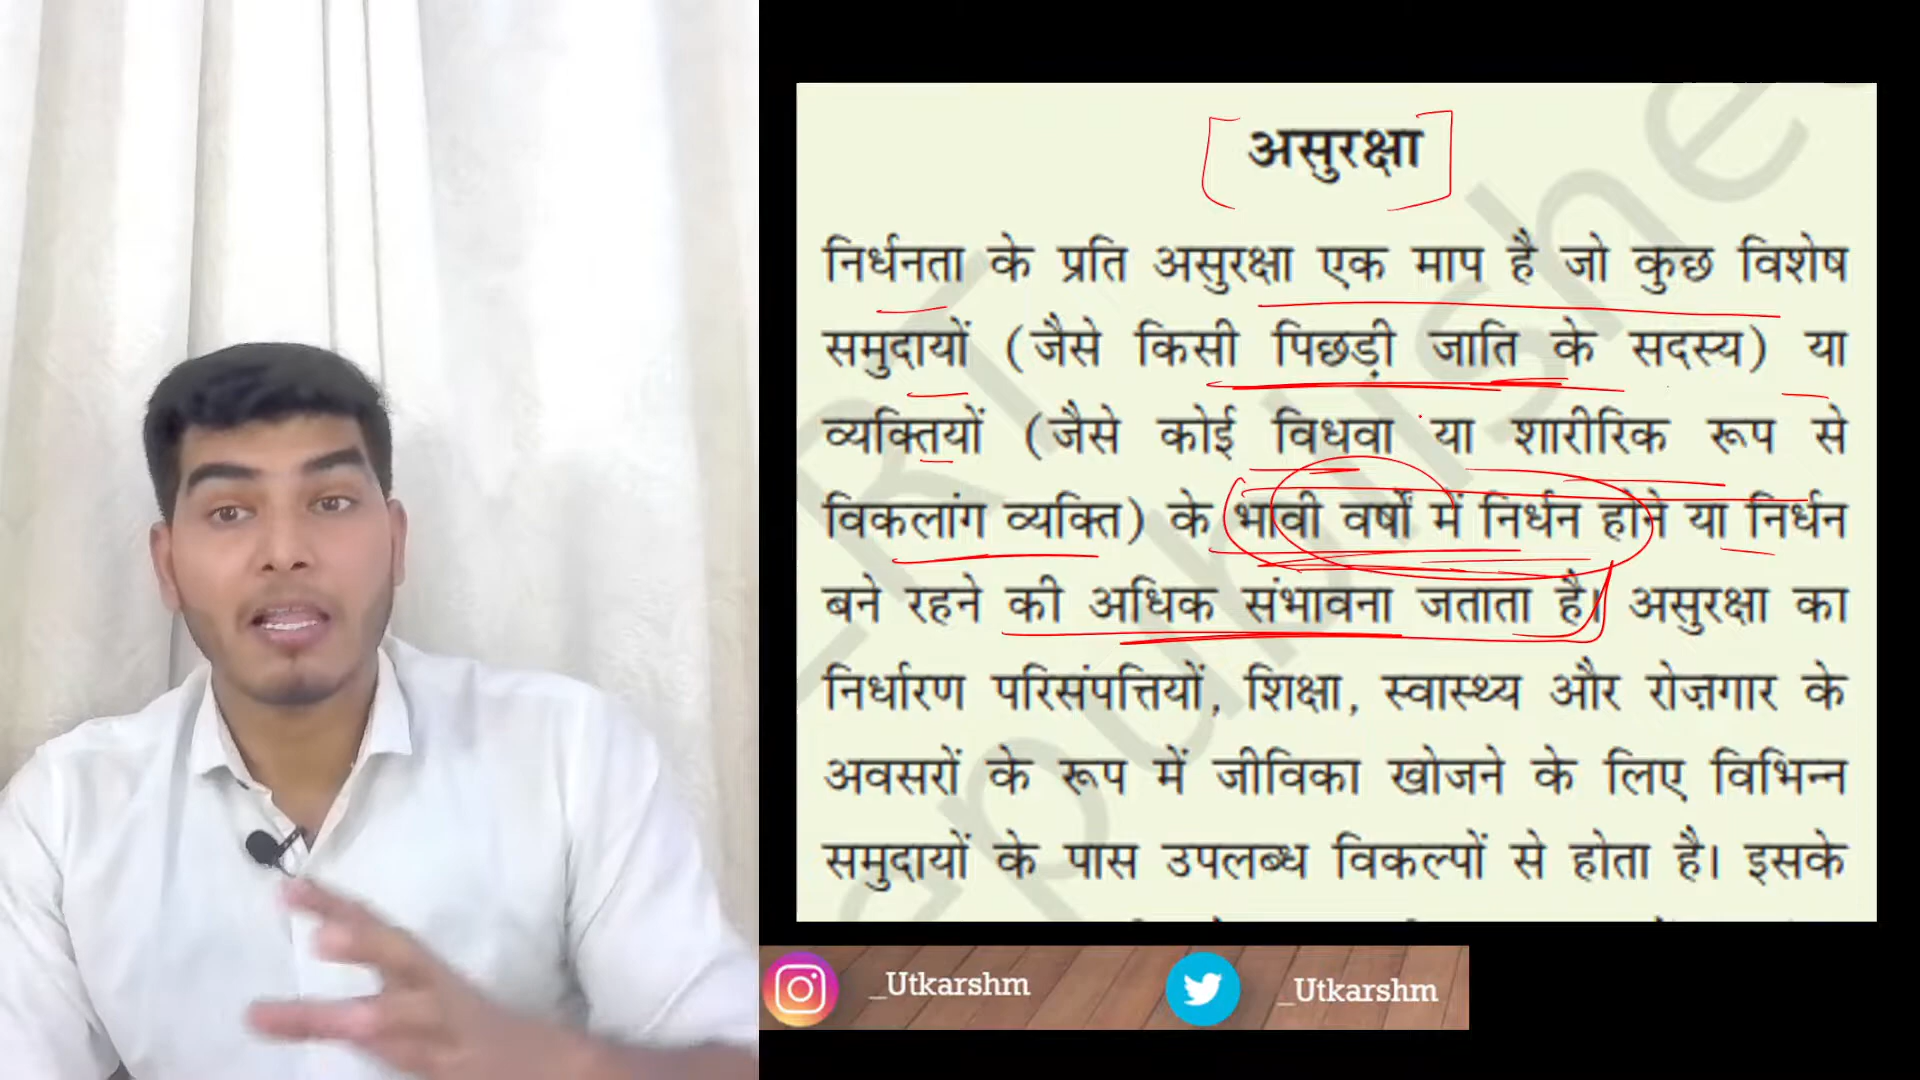 असुरक्षा
निर्धनता के प्रति असुरक्षा एक माप है जो कुछ विशेष
समुदायों (जैसे किसी पिछड़ी जाति के सदस्य) या
व्यक्तियों (जैसे कोई विधवा या शारीरिक रूप से
विकलांग व्यक्ति) के भावी वर्षों में निर्धन होने या निर्धन
बने रहने की अधिक संभावना जताता है। असुरक्षा का
निर्धारण परिसंपत्तियों, शिक्षा, स्वास्थ्य और रोज़गार के
अवसरों के रूप में जीविका खोजने के लिए विभिन्न
समुदायों के पास उपलब्ध विकल्पों से होता है। इसके
_Utkarshm
_Utkarshm